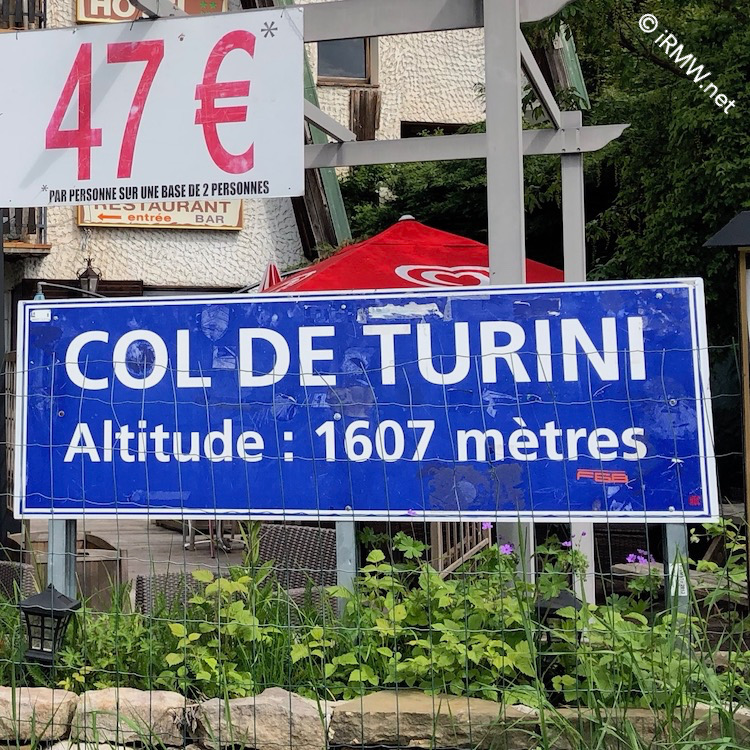 HOTEL
© iRMW.net
47 €*
*PAR PERSONNE SUR UNE BASE DE 2 PERSONNES
RESTAURANT
← entrée BAR
COL DE TURINI
Altitude : 1607 mètres